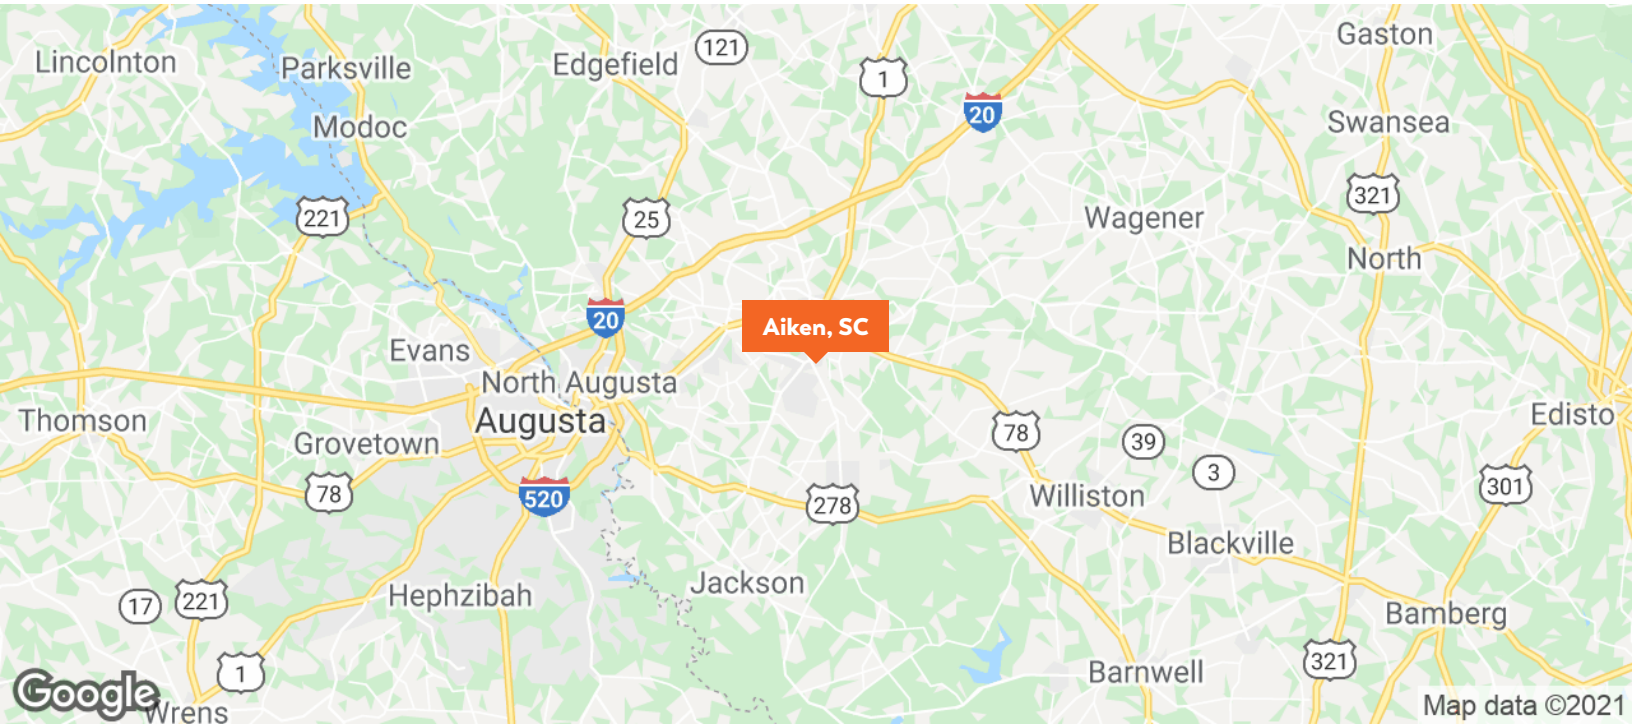 Gaston
121
Lincolnton
Parksville
Edgefield
1
20
Modoc
Swansea
321
221
25
Wagener
North
20
Aiken, SC
Evans
North Augusta
Thomson
Augusta
Edisto
Grovetown
78
39
3
78
520
278
Williston
301
Blackville
Jackson
Hephzibah
17
221
Bamberg
1
321
Barnwell
Google
Wrens
Map data ©2021